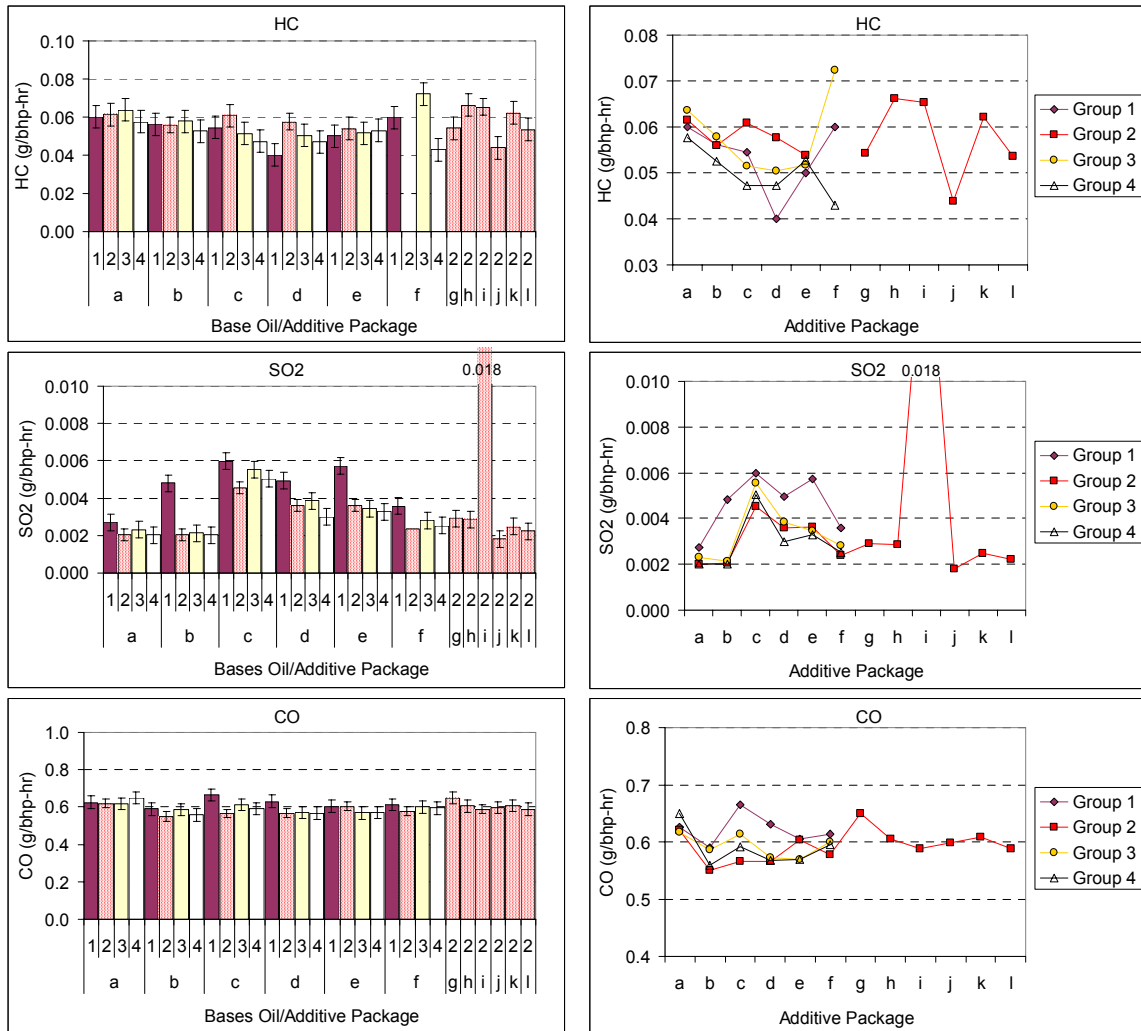 HC
0.10
0.08
0.06
0.04
0.02
0.00
HC (g/bhp-hr)
1 2 3 4 1 2 3 4 1 2 3 4 1 2 3 4 1 2 3 4 1 2 3 4 2 2 2 2 2 2
a b c d e f g h i j k l
Base Oil/Additive Package
HC
0.08
0.07
0.06
0.05
0.04
0.03
HC (g/bhp-hr)
a b c d e f g h i j k l
Additive Package
Group 1
Group 2
Group 3
Group 4
SO2
0.018
0.010
0.008
0.006
0.004
0.002
0.000
SO2 (g/bhp-hr)
1 2 3 4 1 2 3 4 1 2 3 4 1 2 3 4 1 2 3 4 1 2 3 4 2 2 2 2 2 2
a b c d e f g h i j k l
Bases Oil/Additive Package
SO2
0.018
0.010
0.008
0.006
0.004
0.002
0.000
SO2 (g/bhp-hr)
a b c d e f g h i j k l
Additive Package
Group 1
Group 2
Group 3
Group 4
CO
1.0
0.8
0.6
0.4
0.2
0.0
CO (g/bhp-hr)
1 2 3 4 1 2 3 4 1 2 3 4 1 2 3 4 1 2 3 4 1 2 3 4 2 2 2 2 2 2
a b c d e f g h i j k l
Bases Oil/Additive Package
CO
0.8
0.7
0.6
0.5
0.4
CO (g/bhp-hr)
a b c d e f g h i j k l
Additive Package
Group 1
Group 2
Group 3
Group 4